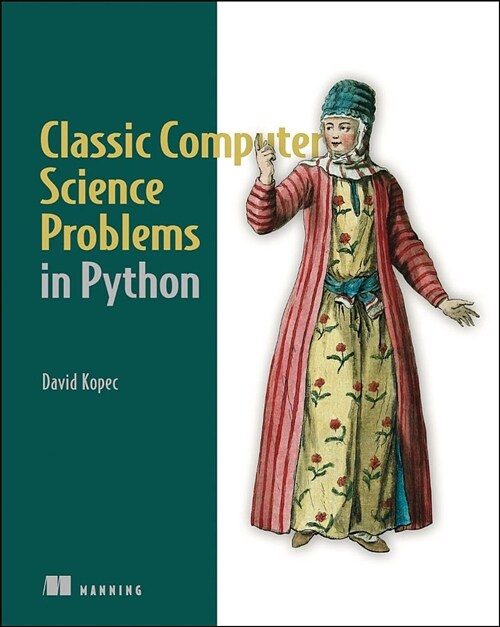 Classic Computer
Science
Problems
in Python
David Kopec
MANNING